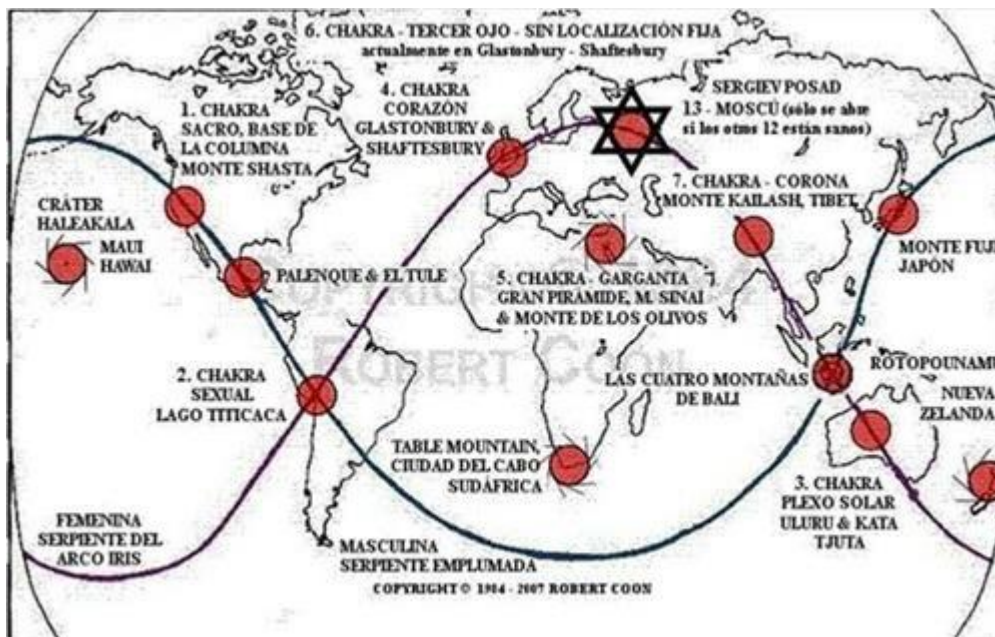 6. CHAKRA - TERCER OJO - SIN LOCALIZACIÓN FIJA
actualmente en Glastonbury - Shaftesbury
4. CHAKRA
CORAZÓN
GLASTONBURY &
SHAFTESBURY
SERGIEV POSAD
13 - MOSCÚ (sólo se abre
si los otros 12 están sanos)
1. CHAKRA
SACRO, BASE DE
LA COLUMNA
MONTE SHASTA
7. CHAKRA - CORONA
MONTE KAILASH, TIBET
CRÁTER
HALEAKALA
MAUI
HAWAI
MONTE FUJI
JAPÓN
PALENQUE & EL TULE
5. CHAKRA - GARGANTA
GRAN PIRÁMIDE, M. SINAI
& MONTE DE LOS OLIVOS
COPYRIGHT
ROBERT COON
2. CHAKRA
SEXUAL
LAGO TITICACA
LAS CUATRO MONTAÑAS
DE BALI
ROTOPOUNAMU
NUEVA
ZELANDA
TABLE MOUNTAIN,
CIUDAD DEL CABO
SUDÁFRICA
3. CHAKRA
PLEXO SOLAR
ULURU & KATA
TJUTA
FEMENINA
SERPIENTE DEL
ARCO IRIS
MASCULINA
SERPIENTE EMPLUMADA
COPYRIGHT © 1984 - 2007 ROBERT COON